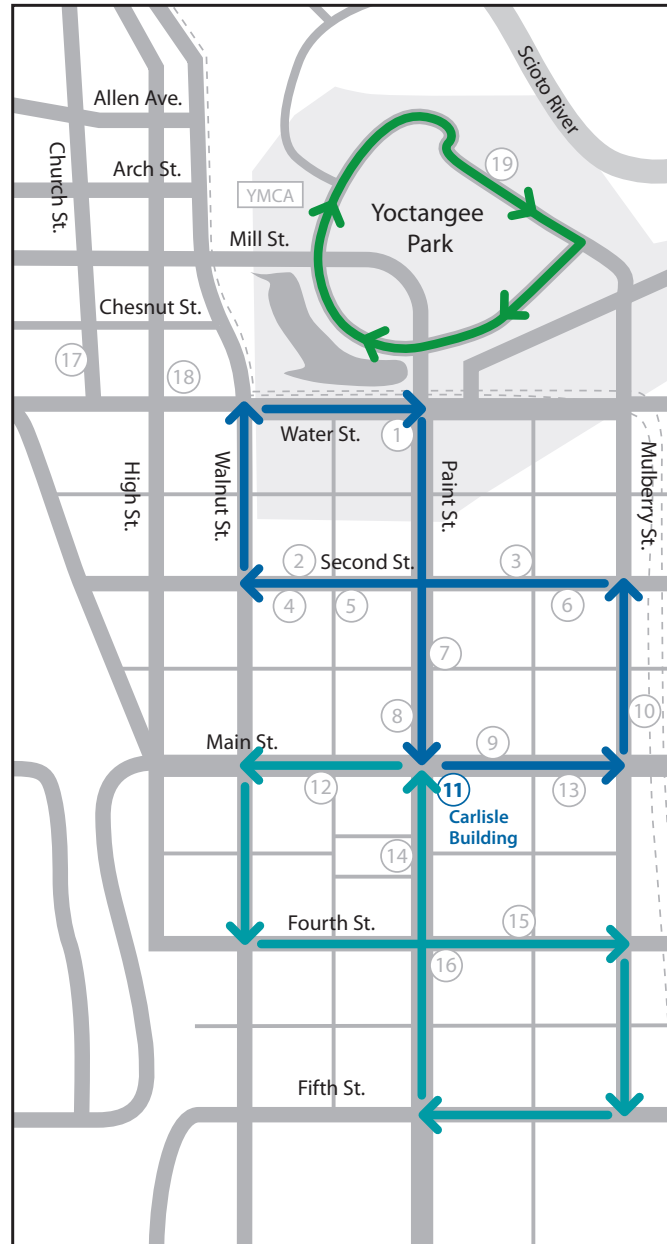 Allen Ave.
Scioto River
Church St.
Arch St.
19
YMCA
Yoctangee
Park
Mill St.
Chesnut St.
17
18
Water St.
1
High St.
Walnut St.
Paint St.
Mulberry St.
2
Second St.
3
4
5
6
7
8
10
Main St.
9
12
11
13
Carlisle
Building
14
Fourth St.
15
16
Fifth St.